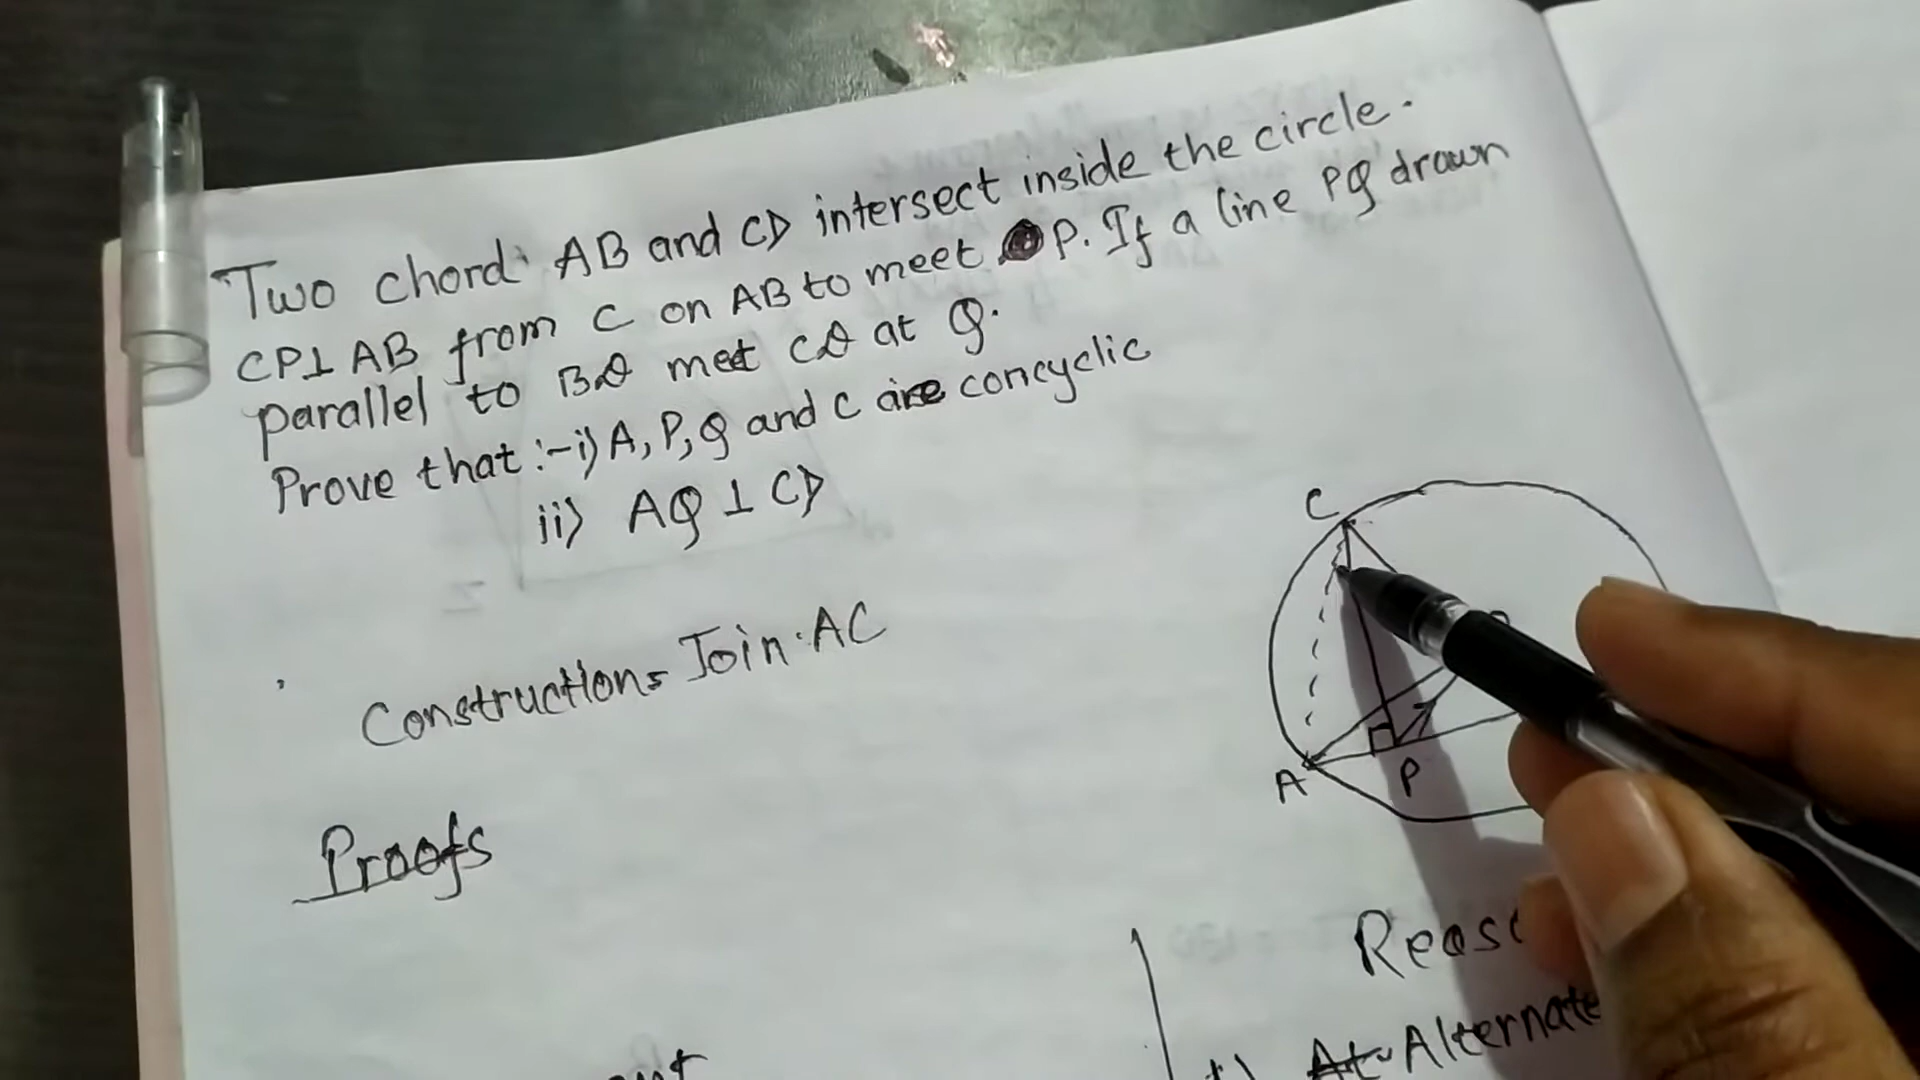 Two chord AB and CD intersect inside the circle.
CP⊥AB from C on AB to meet P. If a line PQ drawn
parallel to BD meet CD at Q.
Prove that :- i) A, P, Q and C are concyclic
ii) AQ ⊥ CD
C
Construction = Join AC
A
P
Proofs
Alternate